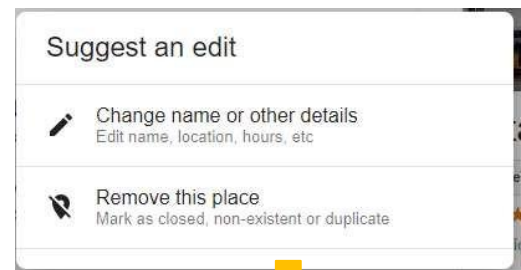 Suggest an edit
Change name or other details
Edit name, location, hours, etc
Remove this place
Mark as closed, non-existent or duplicate